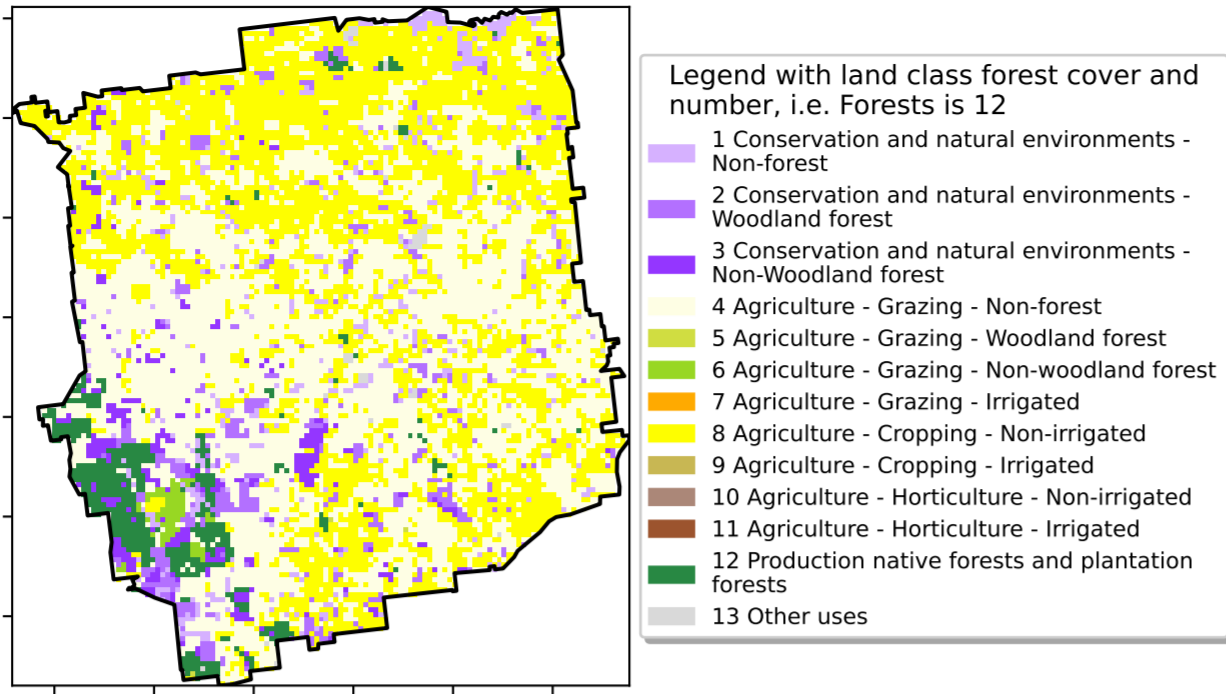 Legend with land class forest cover and
number, i.e. Forests is 12
1 Conservation and natural environments -
Non-forest
2 Conservation and natural environments -
Woodland forest
3 Conservation and natural environments -
Non-Woodland forest
4 Agriculture - Grazing - Non-forest
5 Agriculture - Grazing - Woodland forest
6 Agriculture - Grazing - Non-woodland forest
7 Agriculture - Grazing - Irrigated
8 Agriculture - Cropping - Non-irrigated
9 Agriculture - Cropping - Irrigated
10 Agriculture - Horticulture - Non-irrigated
11 Agriculture - Horticulture - Irrigated
12 Production native forests and plantation
forests
13 Other uses